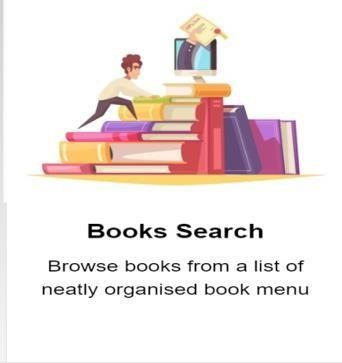 Books Search
Browse books from a list of
neatly organised book menu